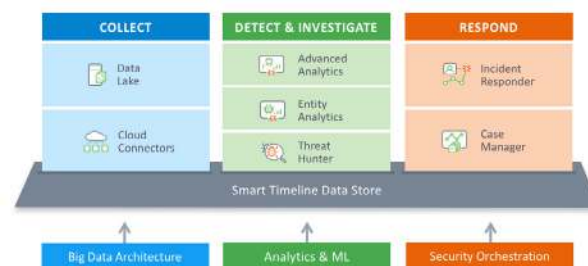 COLLECT
DETECT & INVESTIGATE
RESPOND
Data
Lake
Cloud
Connectors
Advanced
Analytics
Entity
Analytics
Threat
Hunter
Incident
Responder
Case
Manager
Smart Timeline Data Store
Big Data Architecture
Analytics & ML
Security Orchestration